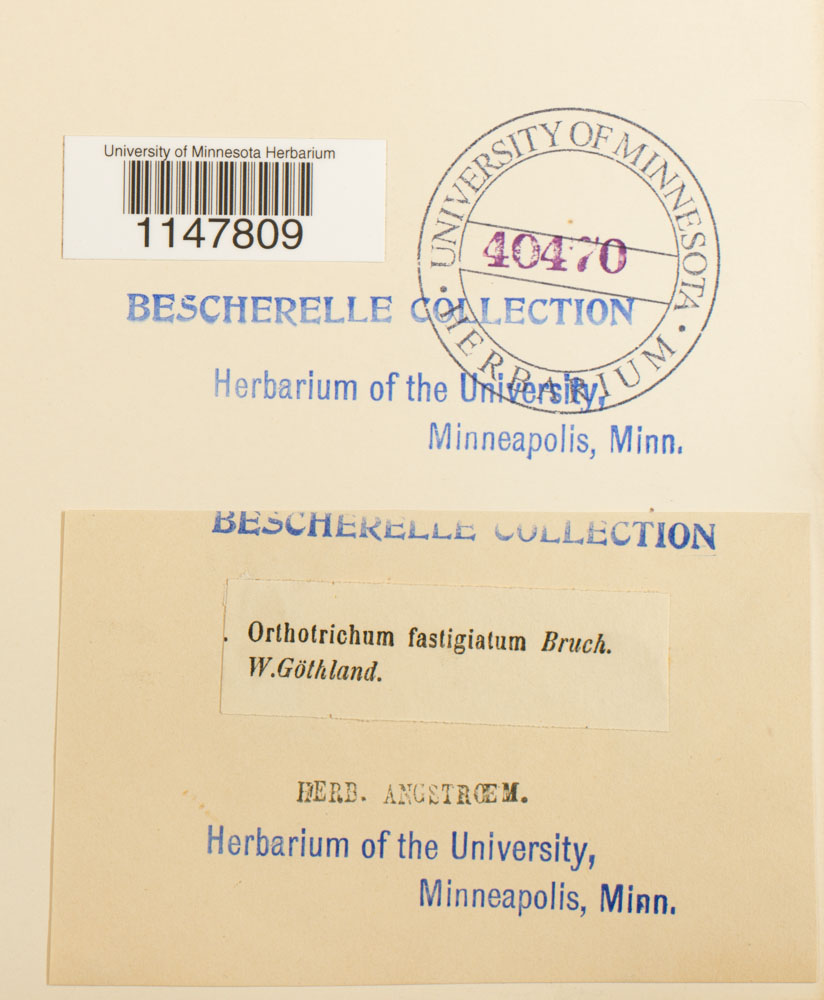 University of Minnesota Herbarium
1147809
UNIVERSITY OF MINNESOTA
40470
· HERBARIUM ·
BESCHERELLE COLLECTION
Herbarium of the University,
Minneapolis, Minn.
BESCHERELLE COLLECTION
. Orthotrichum fastigiatum Bruch.
W.Göthland.
HERB. ANGSTRŒM.
Herbarium of the University,
Minneapolis, Minn.